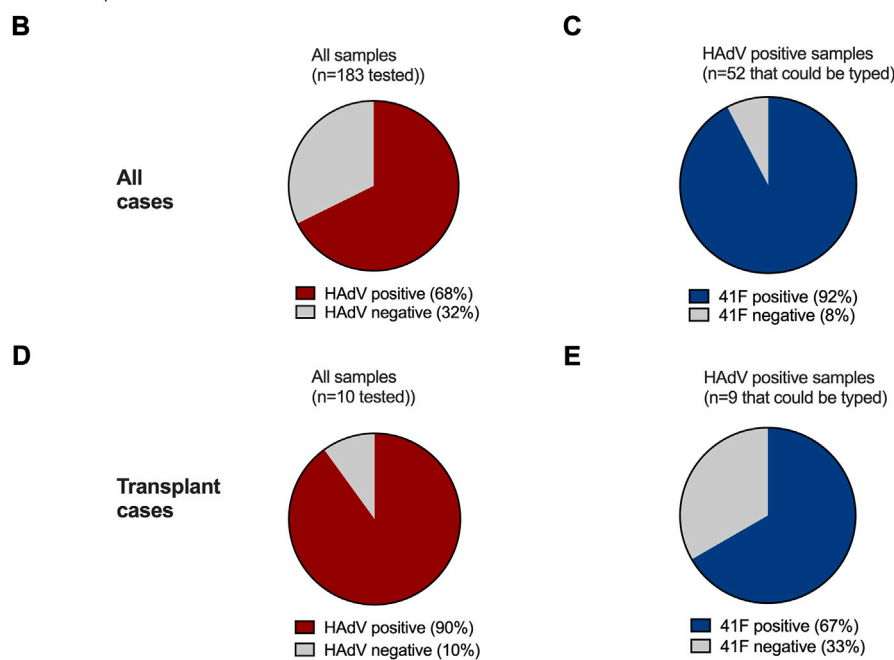 B
All samples
(n=183 tested))
HAdV positive (68%)
HAdV negative (32%)
All
cases
C
HAdV positive samples
(n=52 that could be typed)
41F positive (92%)
41F negative (8%)
D
All samples
(n=10 tested))
HAdV positive (90%)
HAdV negative (10%)
Transplant
cases
E
HAdV positive samples
(n=9 that could be typed)
41F positive (67%)
41F negative (33%)